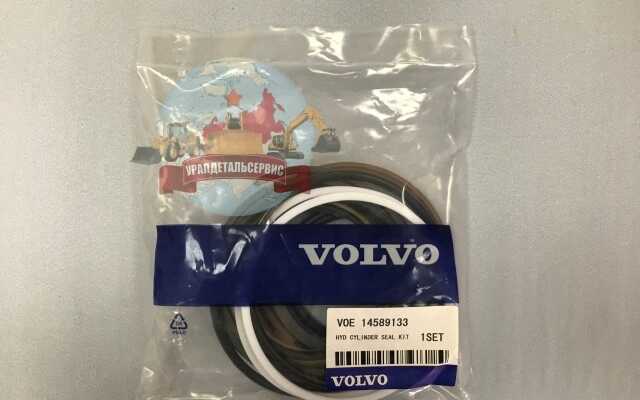 УРАЛДЕТАЛЬСЕРВИС
VOLVO
VOE 14589133
HYD CYLINDER SEAL KIT 1SET
VOLVO